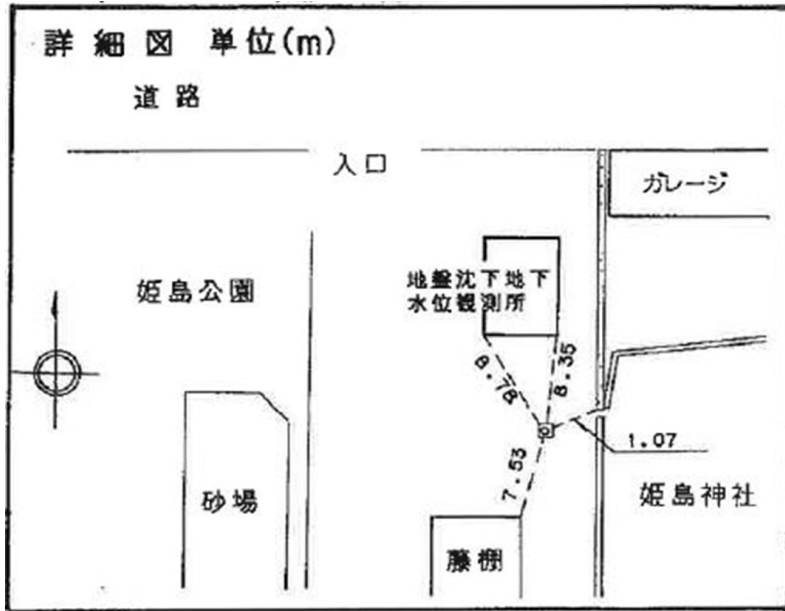 詳細図 単位(m)
道路
入口
ガレージ
姫島公園
地盤沈下地下
水位観測所
8.78
8.35
1.07
7.53
砂場
姫島神社
藤棚